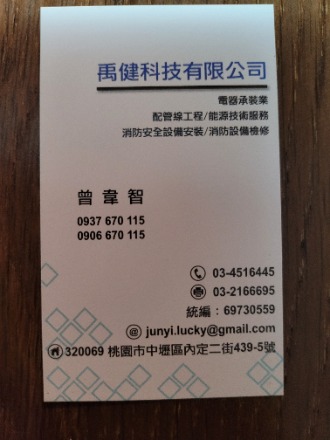 禹健科技有限公司
電器承裝業
配管線工程/能源技術服務
消防安全設備安裝/消防設備檢修
曾韋智
0937 670 115
0906 670 115
03-4516445
03-2166695
統編：69730559
@ junyi.lucky@gmail.com
320069 桃園市中壢區內定二街439-5號